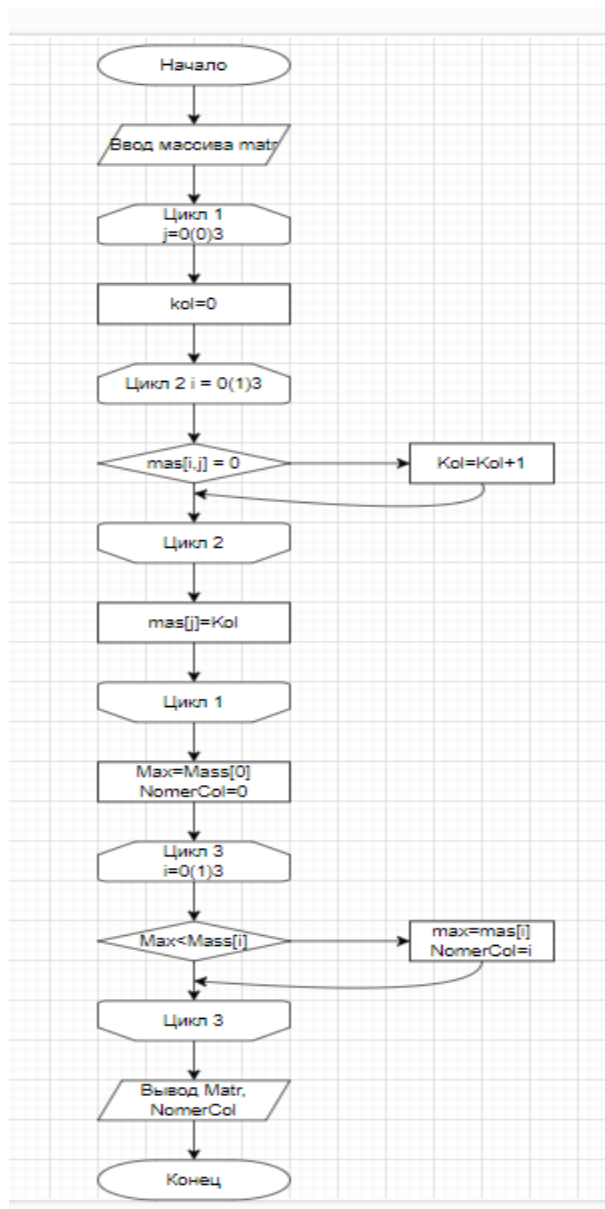 Начало
Ввод массива matr
Цикл 1
j=0(0)3
kol=0
Цикл 2 i = 0(1)3
mas[i,j] = 0
Kol=Kol+1
Цикл 2
mas[j]=Kol
Цикл 1
Max=Mass[0]
NomerCol=0
Цикл 3
i=0(1)3
Max<Mass[i]
max=mas[i]
NomerCol=i
Цикл 3
Вывод Matr,
NomerCol
Конец